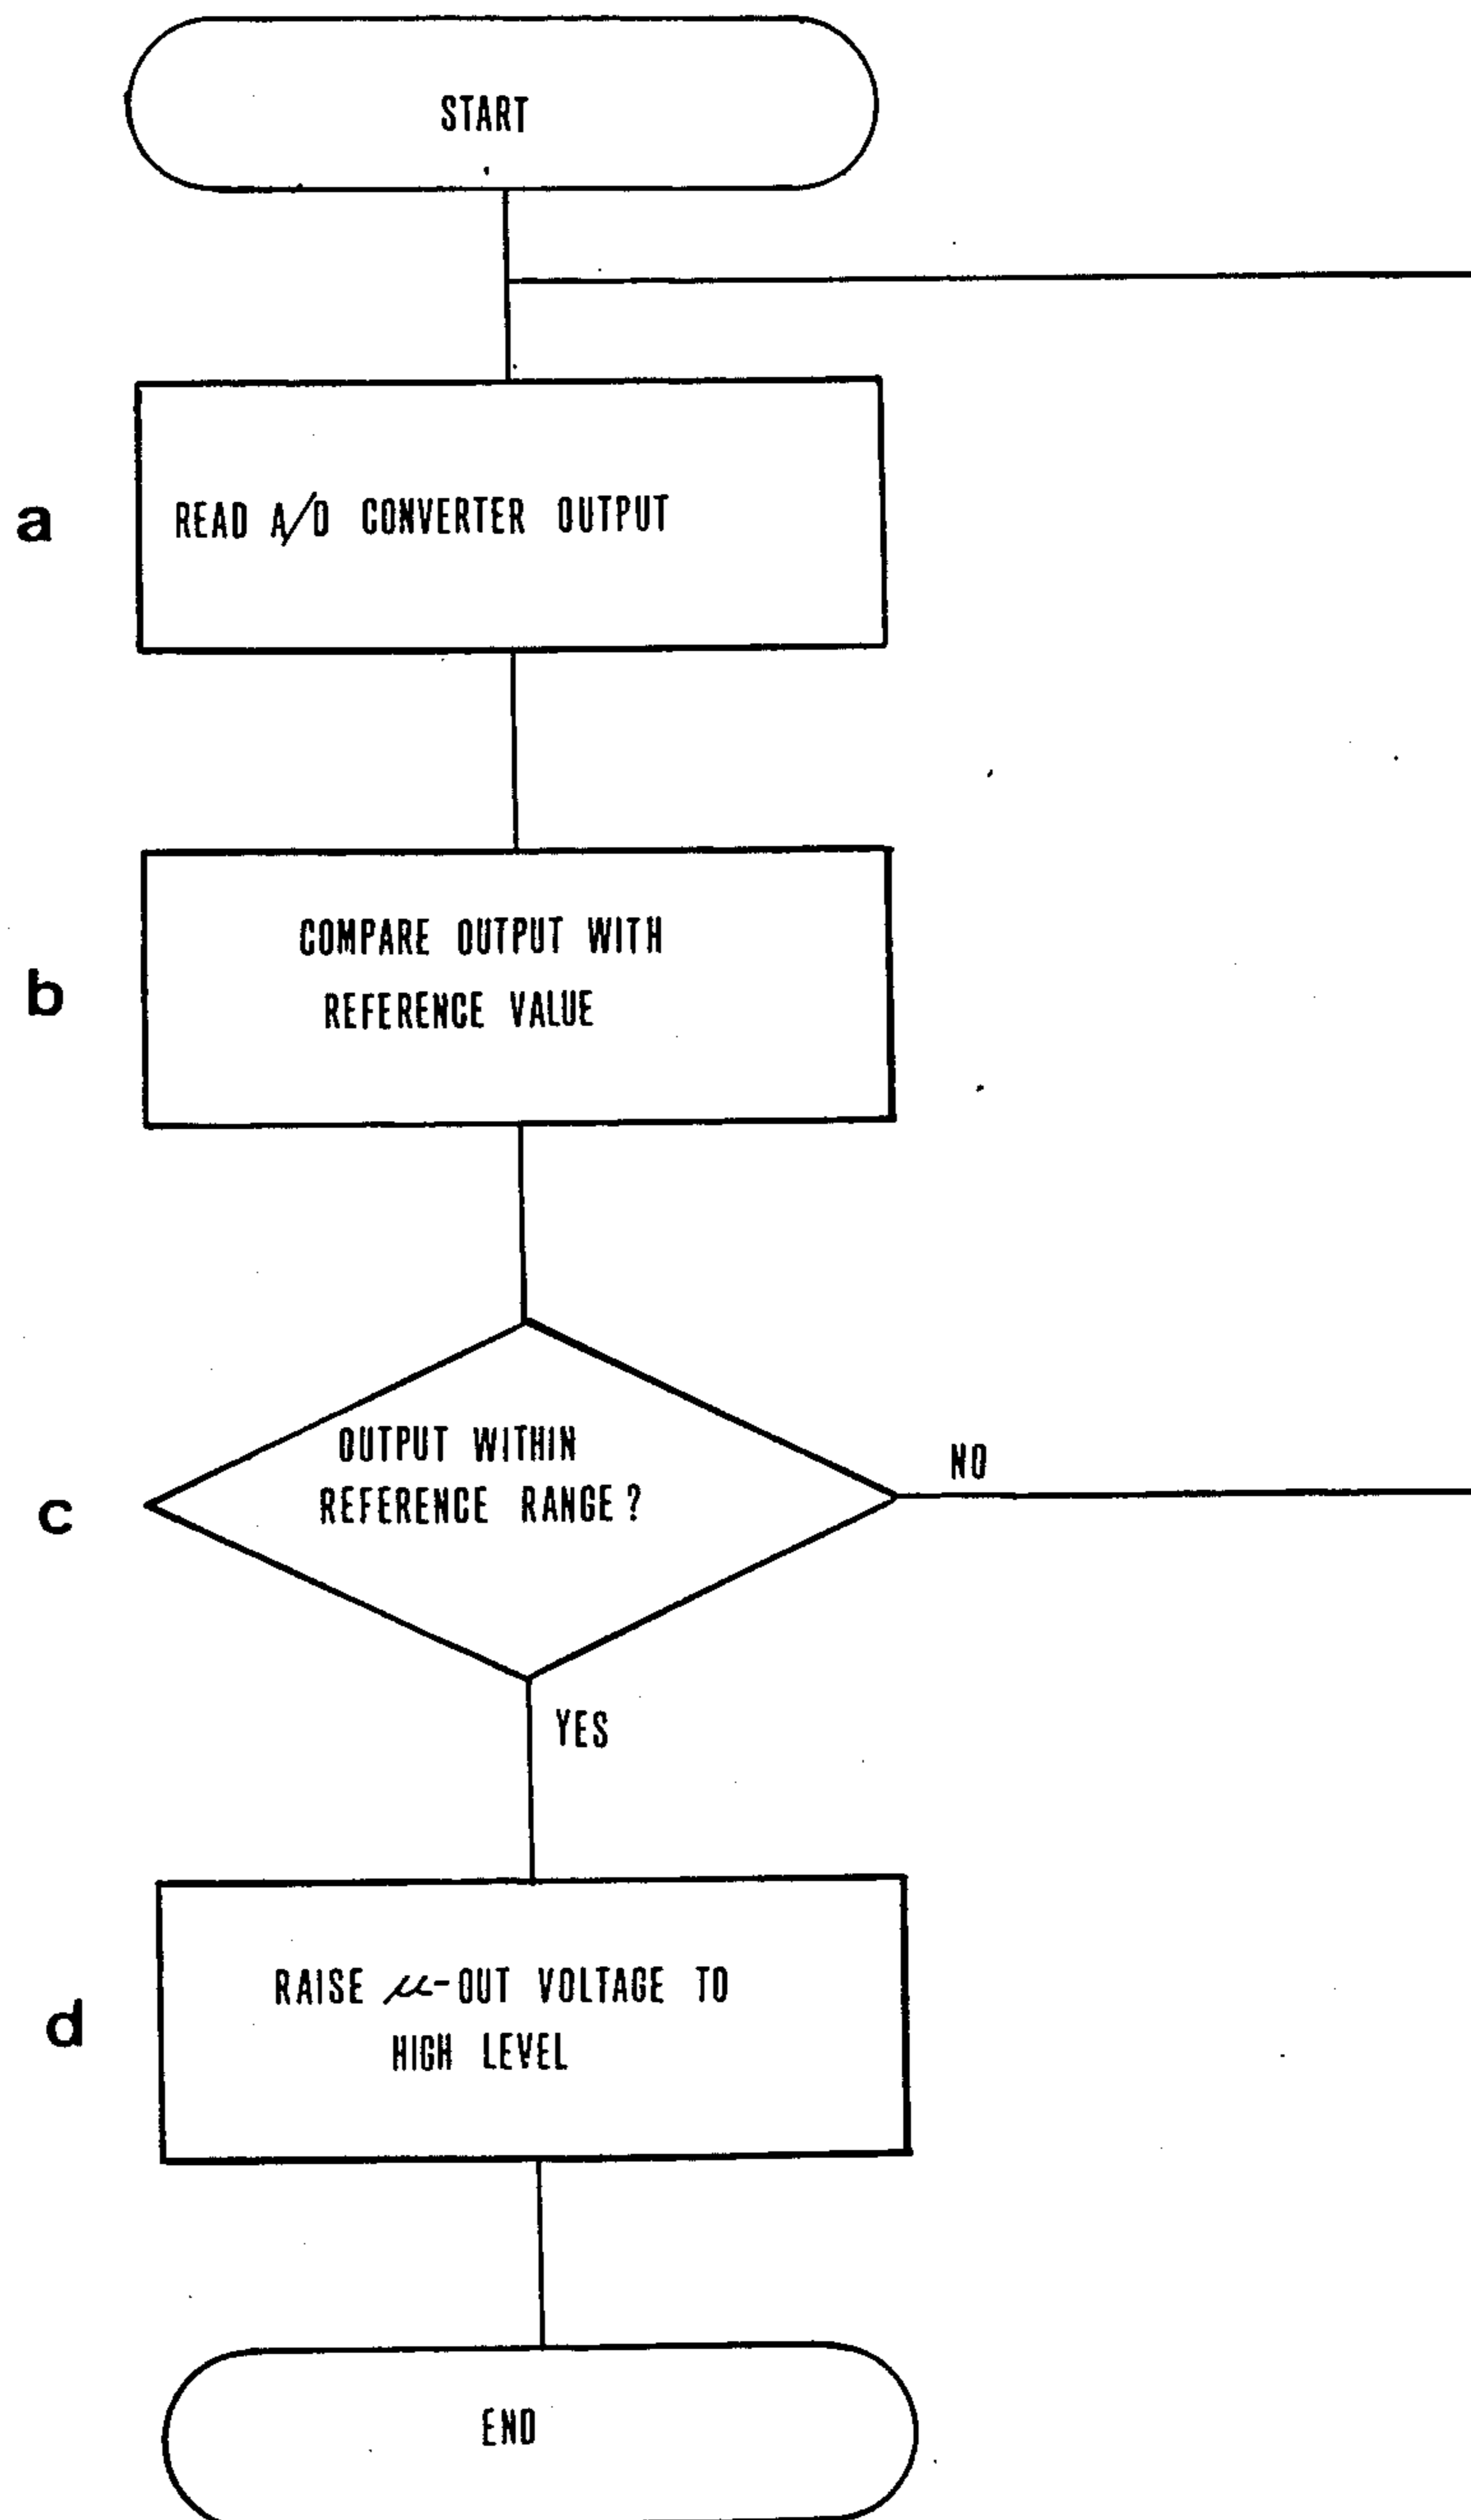 START
a
READ A/D CONVERTER OUTPUT
b
COMPARE OUTPUT WITH
REFERENCE VALUE
c
OUTPUT WITHIN
REFERENCE RANGE?
NO
YES
d
RAISE μ-OUT VOLTAGE TO
HIGH LEVEL
END